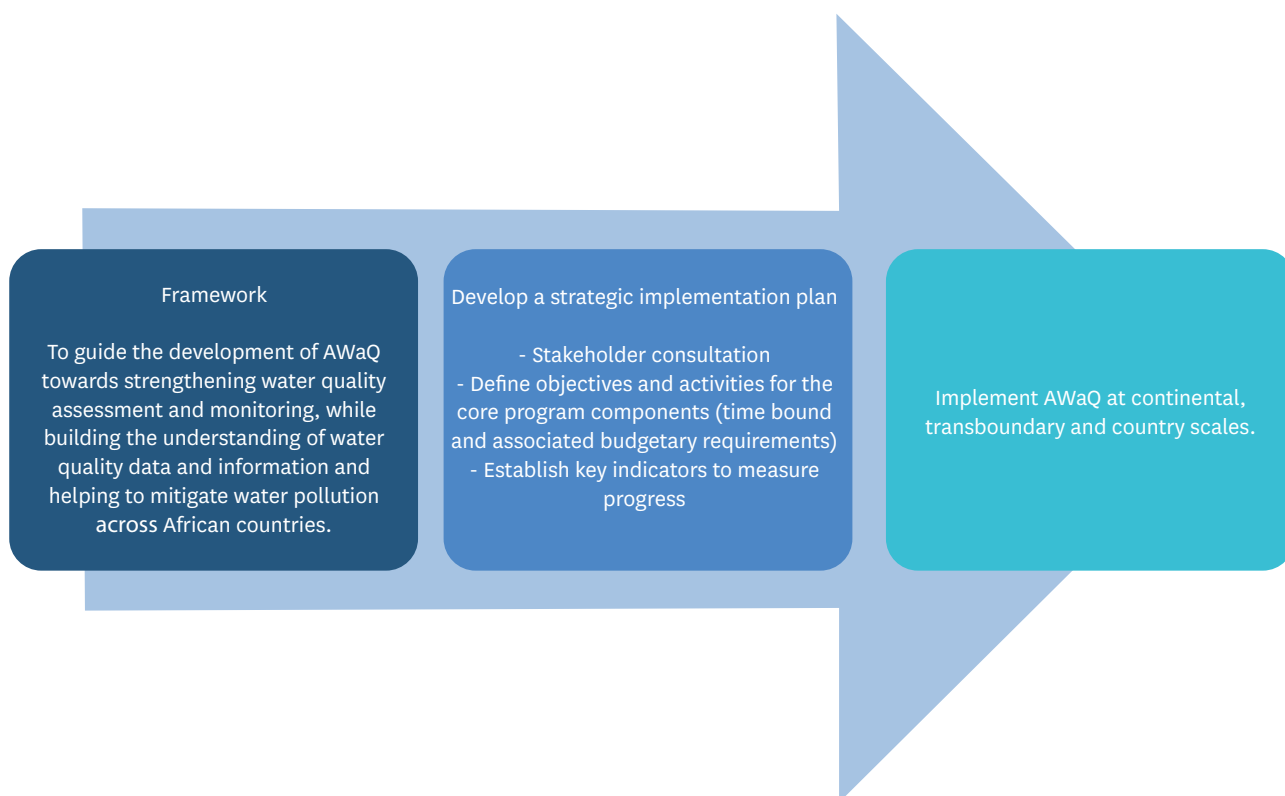 Framework
To guide the development of AWaQ
towards strengthening water quality
assessment and monitoring, while
building the understanding of water
quality data and information and
helping to mitigate water pollution
across African countries.
Develop a strategic implementation plan
- Stakeholder consultation
- Define objectives and activities for the
core program components (time bound
and associated budgetary requirements)
- Establish key indicators to measure
progress
Implement AWaQ at continental,
transboundary and country scales.